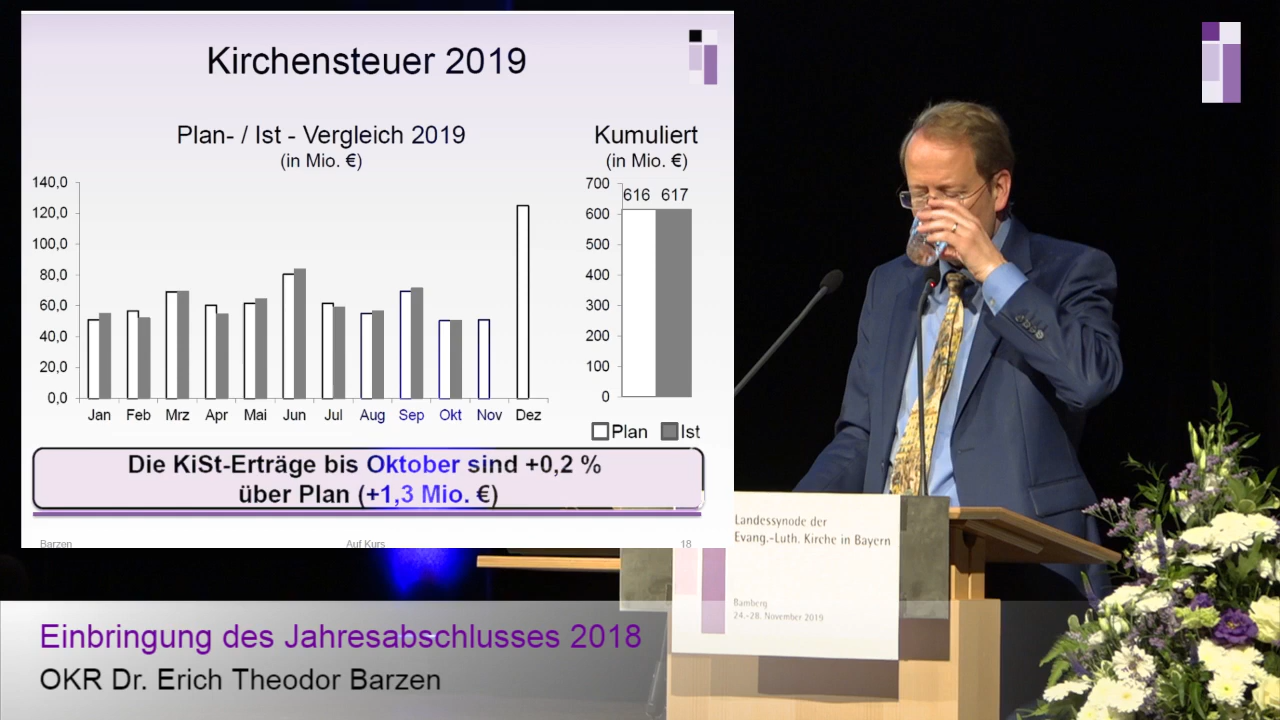 Kirchensteuer 2019
Plan- / Ist - Vergleich 2019
(in Mio. €)
140,0
120,0
100,0
80,0
60,0
40,0
20,0
0,0
Jan Feb Mrz Apr Mai Jun Jul Aug Sep Okt Nov Dez
Kumuliert
(in Mio. €)
700
600
500
400
300
200
100
0
616 617
Plan Ist
Die KiSt-Erträge bis Oktober sind +0,2 %
über Plan (+1,3 Mio. €)
Barzen Auf Kurs 18
Landessynode der
Evang.-Luth. Kirche in Bayern
Bamberg
24.-28. November 2019
Einbringung des Jahresabschlusses 2018
OKR Dr. Erich Theodor Barzen